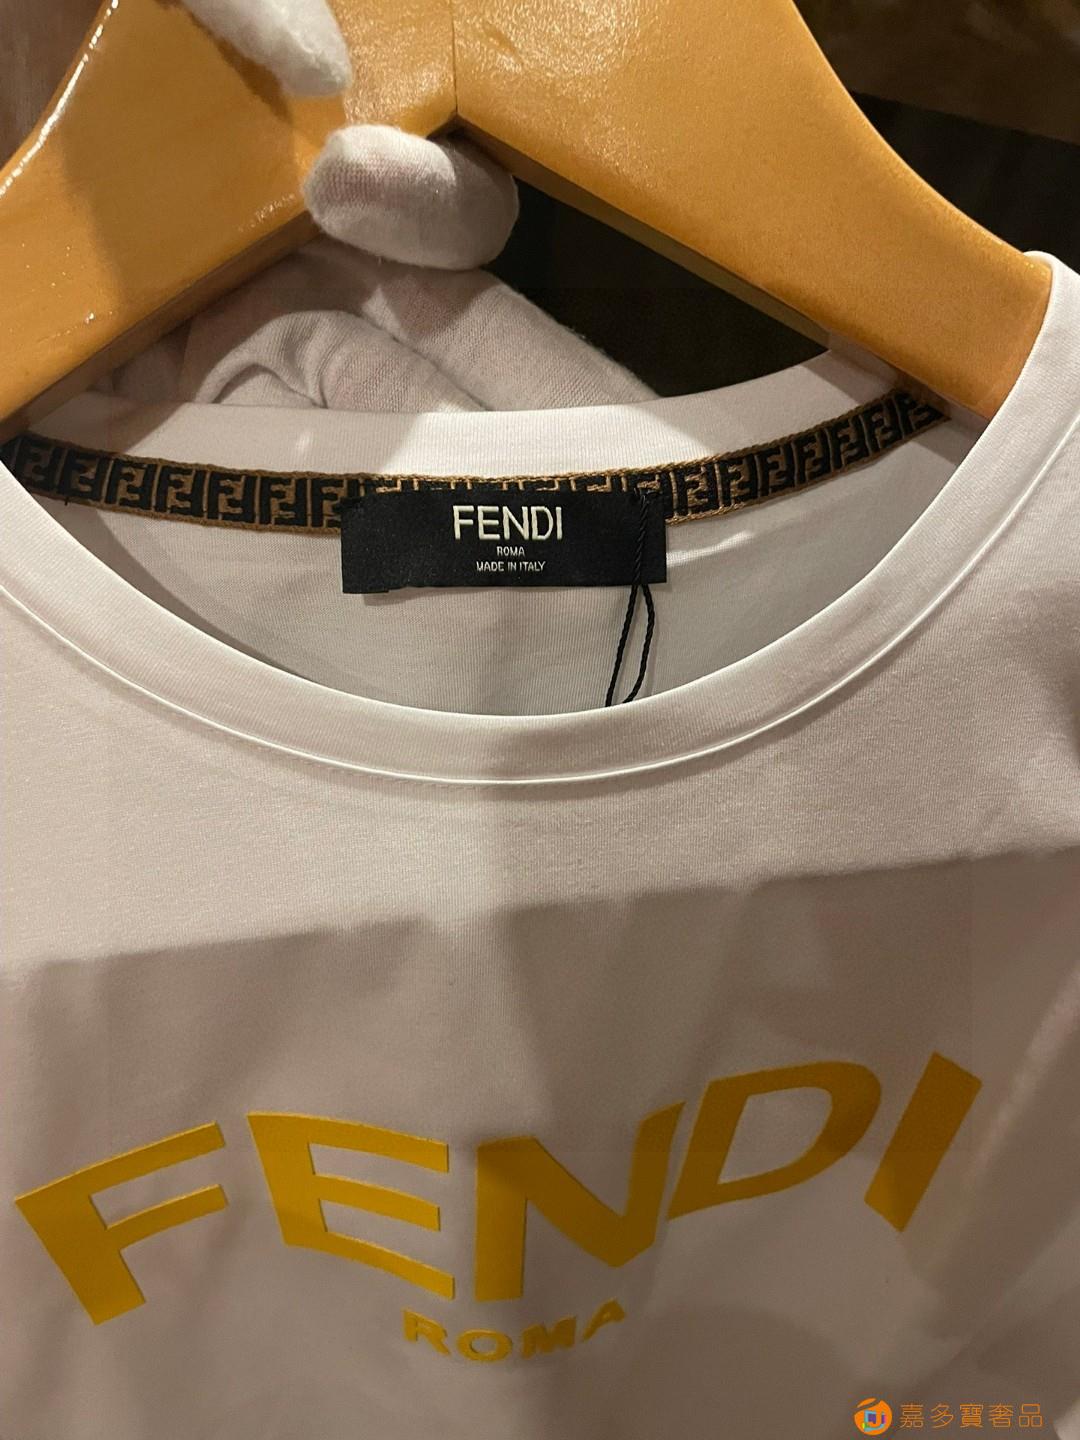 FENDI
ROMA
MADE IN ITALY
FENDI
ROMA
嘉多寶奢品